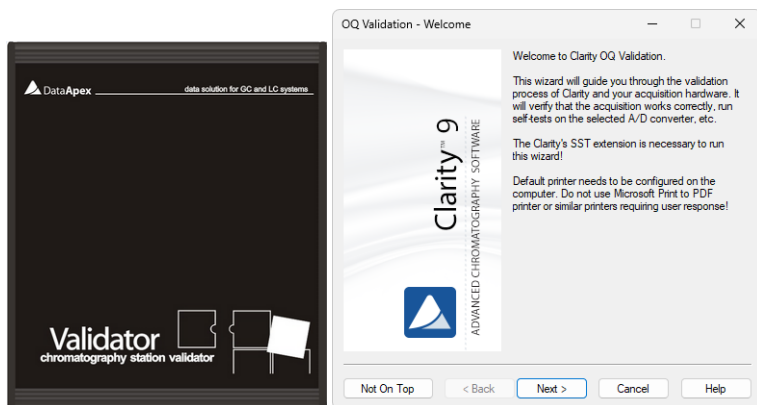 DataApex
data solution for GC and LC systems
Validator
chromatography station validator
OQ Validation - Welcome
Clarity™ 9
ADVANCED CHROMATOGRAPHY SOFTWARE
Welcome to Clarity OQ Validation.
This wizard will guide you through the validation
process of Clarity and your acquisition hardware. It
will verify that the acquisition works correctly, run
self-tests on the selected A/D converter, etc.
The Clarity's SST extension is necessary to run
this wizard!
Default printer needs to be configured on the
computer. Do not use Microsoft Print to PDF
printer or similar printers requiring user response!
Not On Top
< Back
Next >
Cancel
Help